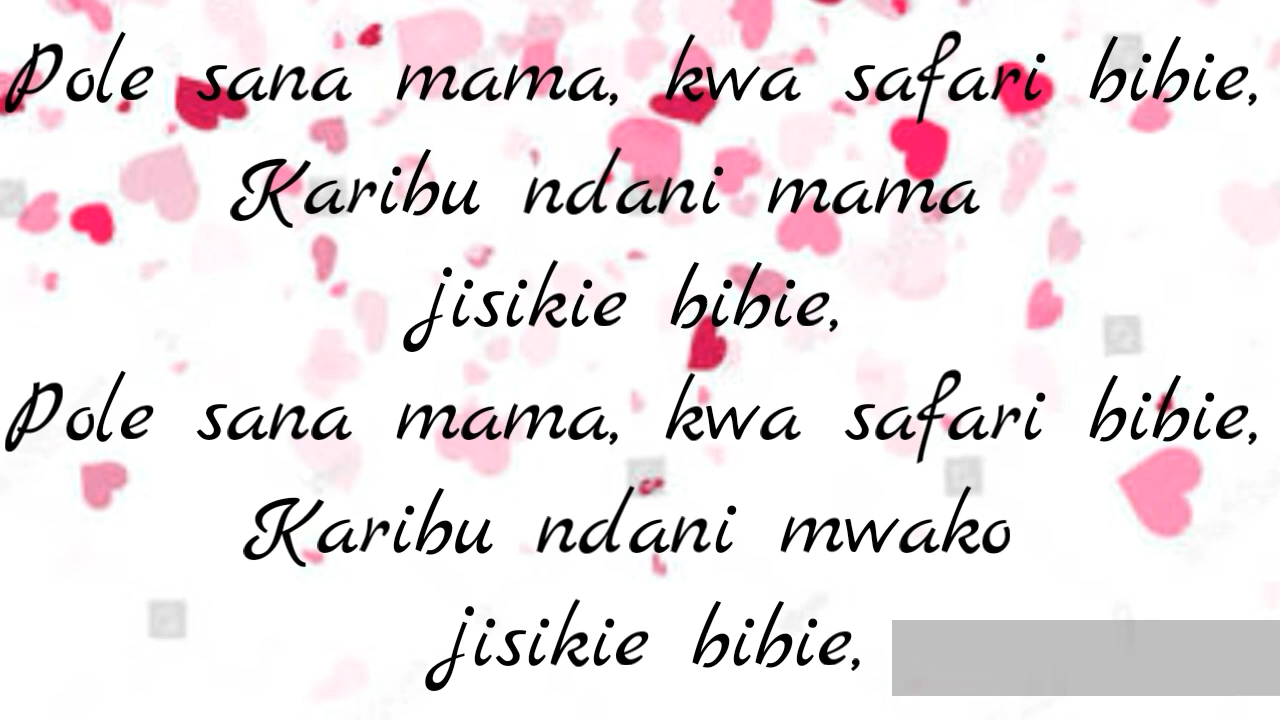 Pole sana mama, kwa safari bibie,
Karibu ndani mama
jisikie bibie,
Pole sana mama, kwa safari bibie,
Karibu ndani mwako
jisikie bibie,